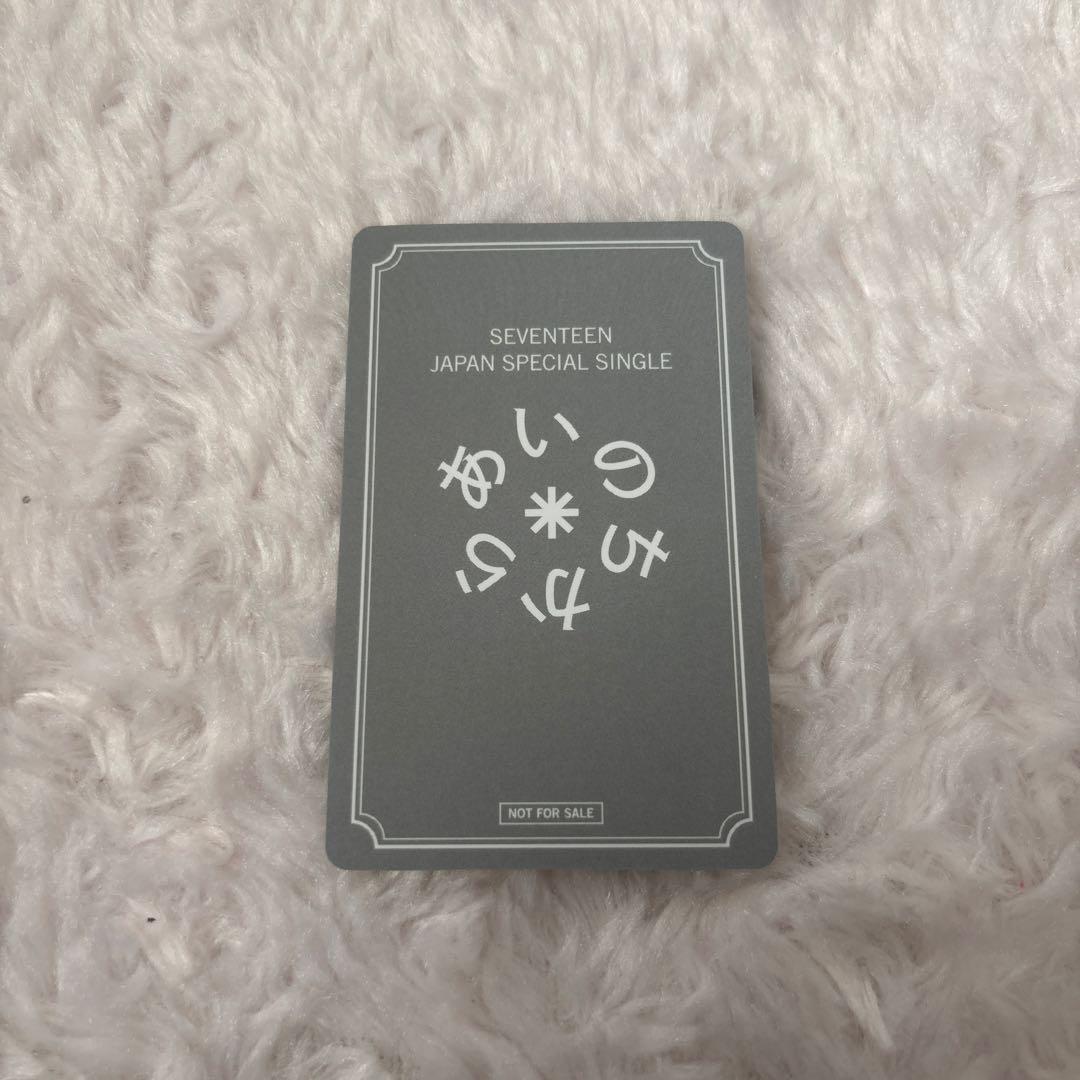 SEVENTEEN
JAPAN SPECIAL SINGLE
あいのちから
NOT FOR SALE